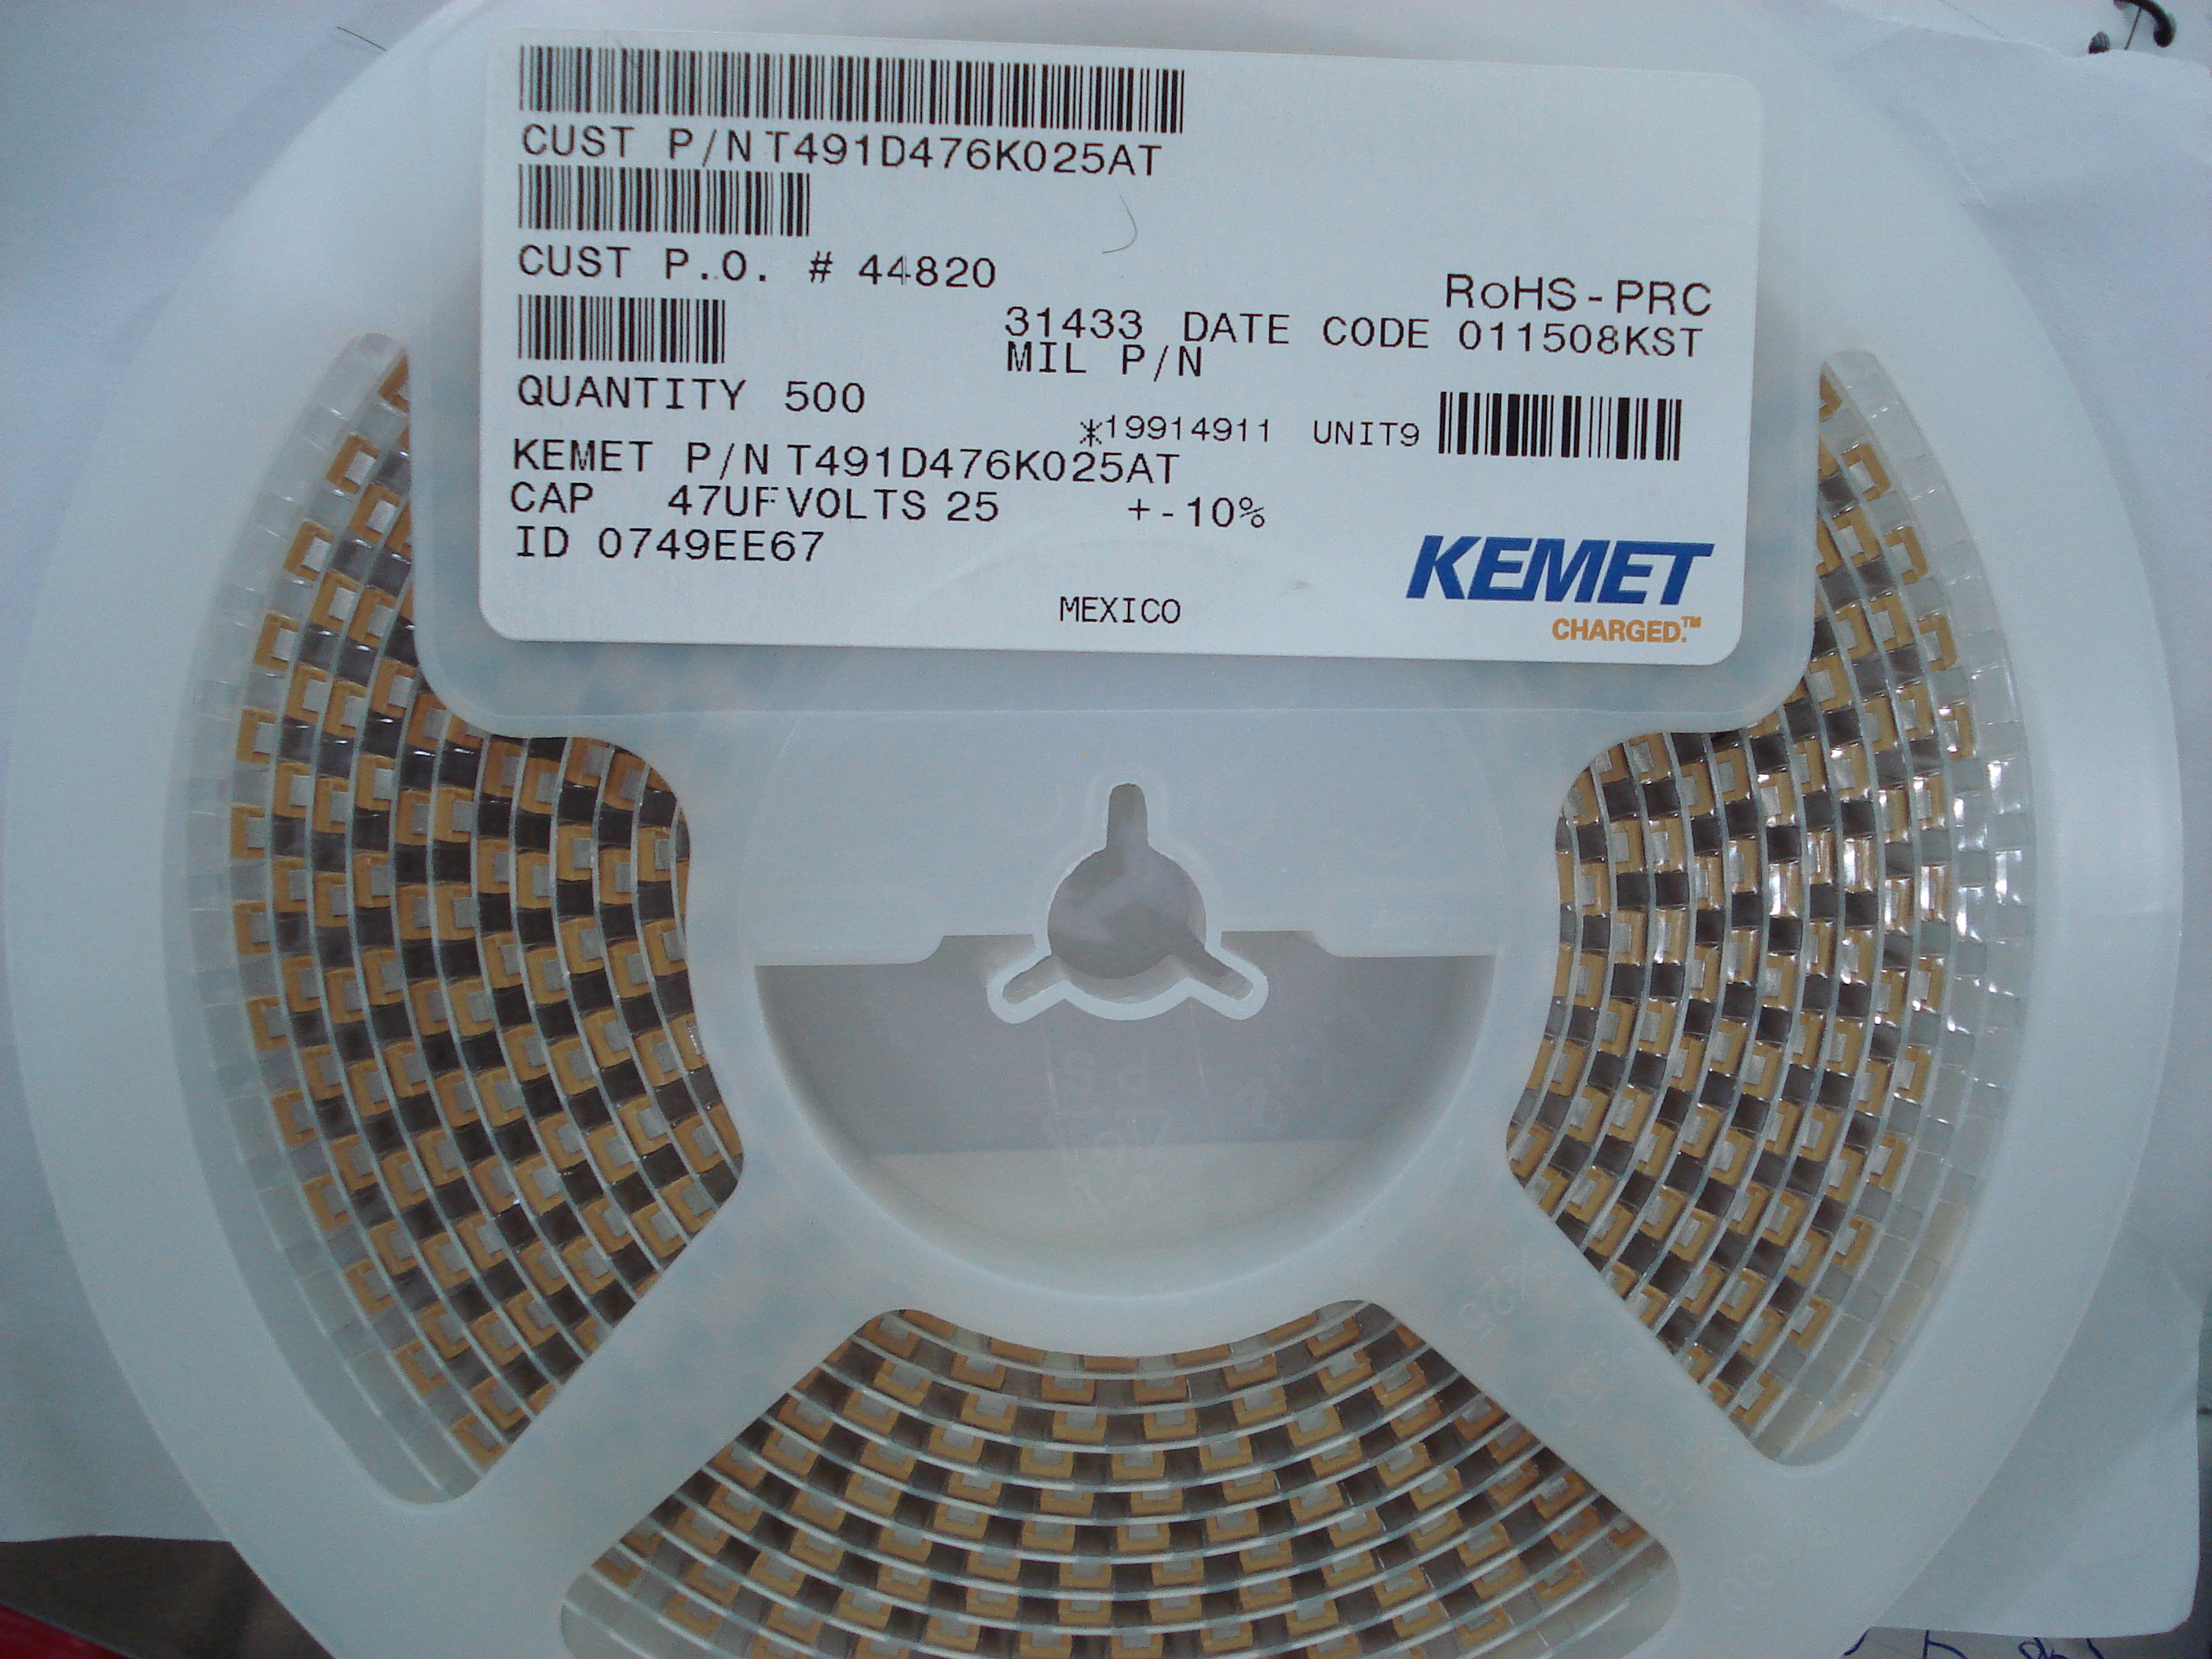 CUST P/N T491D476K025AT
CUST P.O. # 44820
RoHS-PRC
31433 DATE CODE 011508KST
MIL P/N
QUANTITY 500
*19914911 UNIT9
KEMET P/N T491D476K025AT
CAP 47UF VOLTS 25 +-10%
ID 0749EE67
KEMET
CHARGED.™
MEXICO